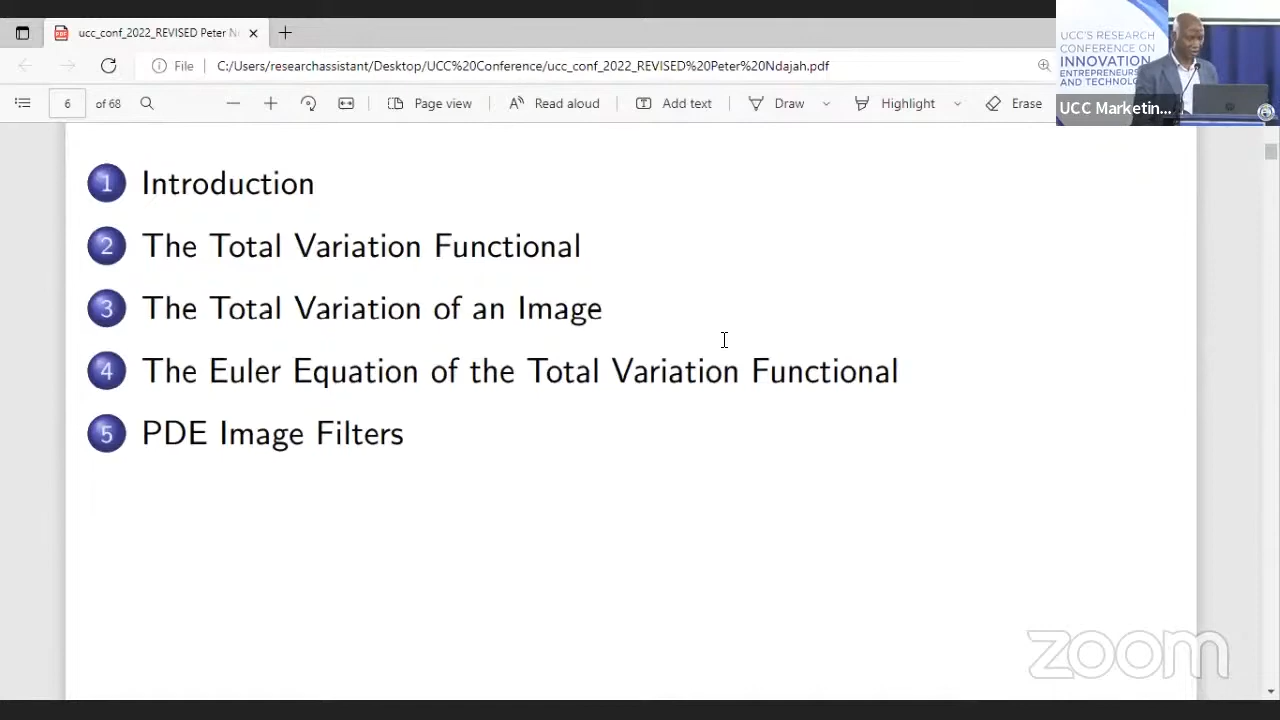 ucc_conf_2022_REVISED Peter N
File
C:/Users/researchassistant/Desktop/UCC%20Conference/ucc_conf_2022_REVISED%20Peter%20Ndajah.pdf
6 of 68
Page view
Read aloud
Add text
Draw
Highlight
Erase
UCC'S RESEARCH
CONFERENCE ON
INNOVATION
ENTREPRENEURS
AND TECHNOLOG
UCC Marketin...
1 Introduction
2 The Total Variation Functional
3 The Total Variation of an Image
4 The Euler Equation of the Total Variation Functional
5 PDE Image Filters
zoom